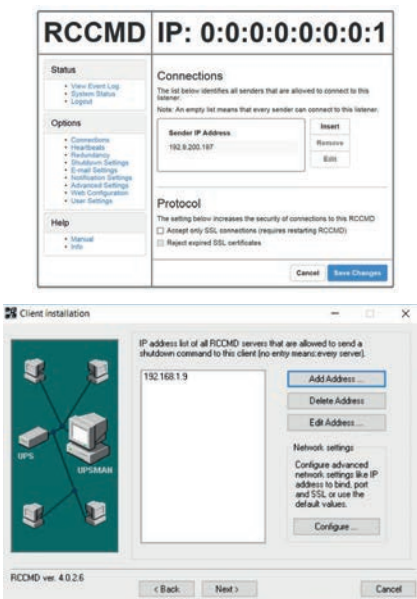 RCCMD IP: 0:0:0:0:0:0:0:1
Status
View Event Log
System Status
Logout
Options
Connections
Heartbeats
Redundancy
Shutdown Settings
E-mail Settings
Notification Settings
Advanced Settings
Web Configuration
User Settings
Help
Manual
Info
Connections
The list below identifies all senders that are allowed to connect to this
listener.
Note: An empty list means that every sender can connect to this listener.
Sender IP Address
192.9.200.197
Insert
Remove
Edit
Protocol
The setting below increases the security of connections to this RCCMD
Accept only SSL connections (requires restarting RCCMD)
Reject expired SSL certificates
Cancel
Save Changes
Client installation
UPS
UPSMAN
IP address list of all RCCMD servers that are allowed to send a
shutdown command to this client (no entry means:every server).
192.168.1.9
Add Address ...
Delete Address
Edit Address ...
Network settings
Configure advanced
network settings like IP
address to bind, port
and SSL or use the
default values.
Configure ...
RCCMD ver. 4.0.2.6
< Back
Next >
Cancel